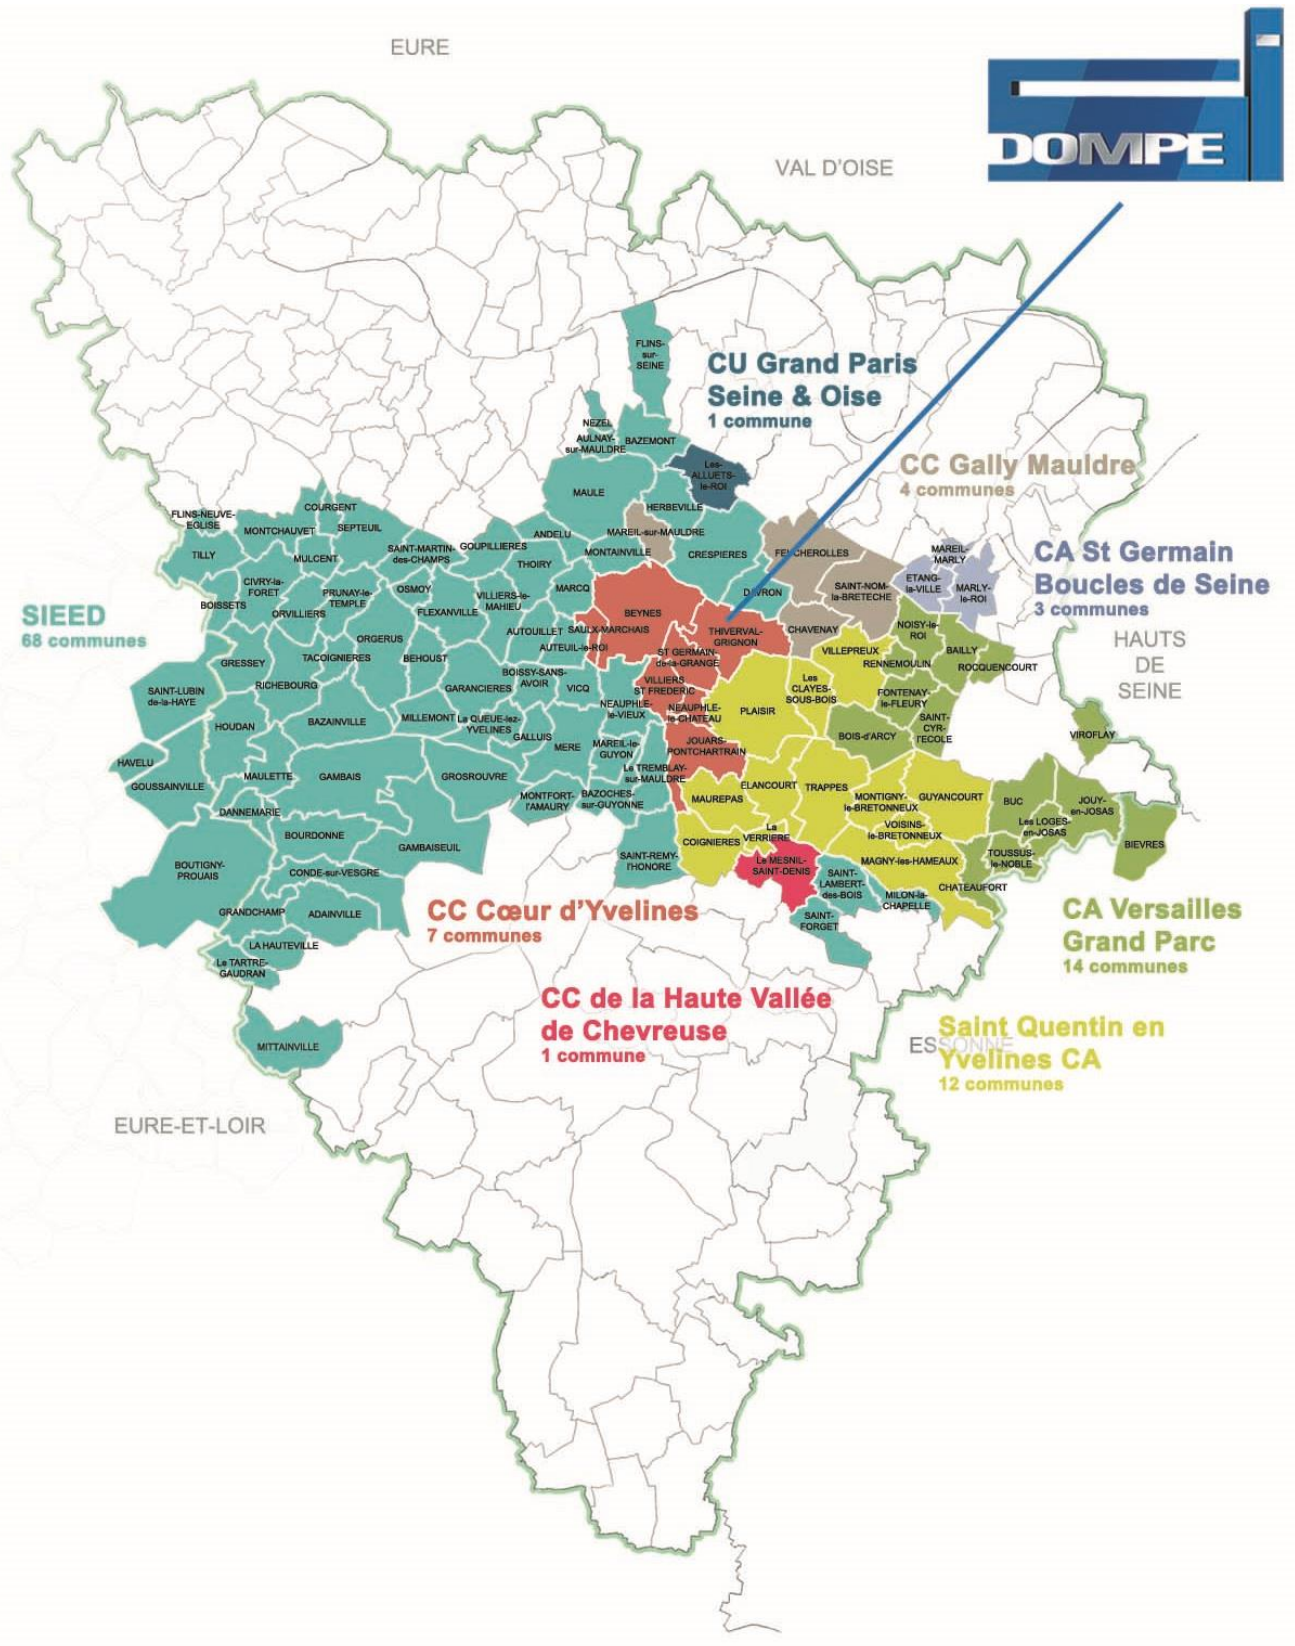 EURE
VAL D'OISE
SiDOMPE
FLINS-
sur-
SEINE
CU Grand Paris
Seine & Oise
1 commune
NEZEL
AULNAY-
sur-MAULDRE
BAZEMONT
Les-
ALLUETS-
le-ROI
CC Gally Mauldre
4 communes
MAULE
HERBEVILLE
FLINS-NEUVE-
EGLISE
COURGENT
MONTCHAUVET
SEPTEUIL
ANDELU
MAREIL-sur-MAULDRE
TILLY
MULCENT
SAINT-MARTIN-
des-CHAMPS
GOUPILLIERES
THOIRY
MONTAINVILLE
CRESPIERES
FEUCHEROLLES
MAREIL-
MARLY
CA St Germain
Boucles de Seine
3 communes
CIVRY-la-
FORET
PRUNAY-le-
TEMPLE
OSMOY
VILLIERS-le-
MAHIEU
MARCQ
DAVRON
SAINT-NOM-
la-BRETECHE
ETANG-
la-VILLE
MARLY-
le-ROI
SIEED
68 communes
BOISSETS
ORVILLIERS
FLEXANVILLE
BEYNES
HAUTS
DE
SEINE
ORGERUS
AUTOUILLET
SAULX-MARCHAIS
THIVERVAL-
GRIGNON
CHAVENAY
NOISY-le-
ROI
AUTEUIL-le-ROI
ST GERMAIN-
de-la-GRANGE
VILLEPREUX
BAILLY
GRESSEY
TACOIGNIERES
BEHOUST
RENNEMOULIN
ROCQUENCOURT
SAINT-LUBIN
de-la-HAYE
RICHEBOURG
GARANCIERES
BOISSY-SANS-
AVOIR
VICQ
VILLIERS
ST FREDERIC
Les
CLAYES-
SOUS-BOIS
FONTENAY-
le-FLEURY
HOUDAN
BAZAINVILLE
MILLEMONT
La QUEUE-lez-
YVELINES
NEAUPHLE-
le-VIEUX
NEAUPHLE-
le-CHATEAU
PLAISIR
SAINT-
CYR-
l'ECOLE
GALLUIS
MERE
MAREIL-le-
GUYON
JOUARS-
PONTCHARTRAIN
BOIS-d'ARCY
VIROFLAY
HAVELU
GOUSSAINVILLE
MAULETTE
GAMBAIS
GROSROUVRE
Le TREMBLAY-
sur-MAULDRE
ELANCOURT
TRAPPES
DANNEMARIE
MONTFORT-
l'AMAURY
BAZOCHES-
sur-GUYONNE
MAUREPAS
MONTIGNY-
le-BRETONNEUX
GUYANCOURT
BUC
JOUY-
en-JOSAS
BOURDONNE
GAMBAISEUIL
COIGNIERES
La
VERRIERE
VOISINS-
le-BRETONNEUX
Les LOGES-
en-JOSAS
BIEVRES
BOUTIGNY-
PROUAIS
CONDE-sur-VESGRE
SAINT-REMY-
l'HONORE
Le MESNIL-
SAINT-DENIS
MAGNY-les-HAMEAUX
TOUSSUS-
le-NOBLE
SAINT-
LAMBERT-
des-BOIS
MILON-la-
CHAPELLE
CHATEAUFORT
GRANDCHAMP
ADAINVILLE
CC Cœur d'Yvelines
7 communes
SAINT-
FORGET
CA Versailles
Grand Parc
14 communes
LA HAUTEVILLE
Le TARTRE-
GAUDRAN
CC de la Haute Vallée
de Chevreuse
1 commune
MITTAINVILLE
Saint Quentin en
Yvelines CA
12 communes
ESSONNE
EURE-ET-LOIR